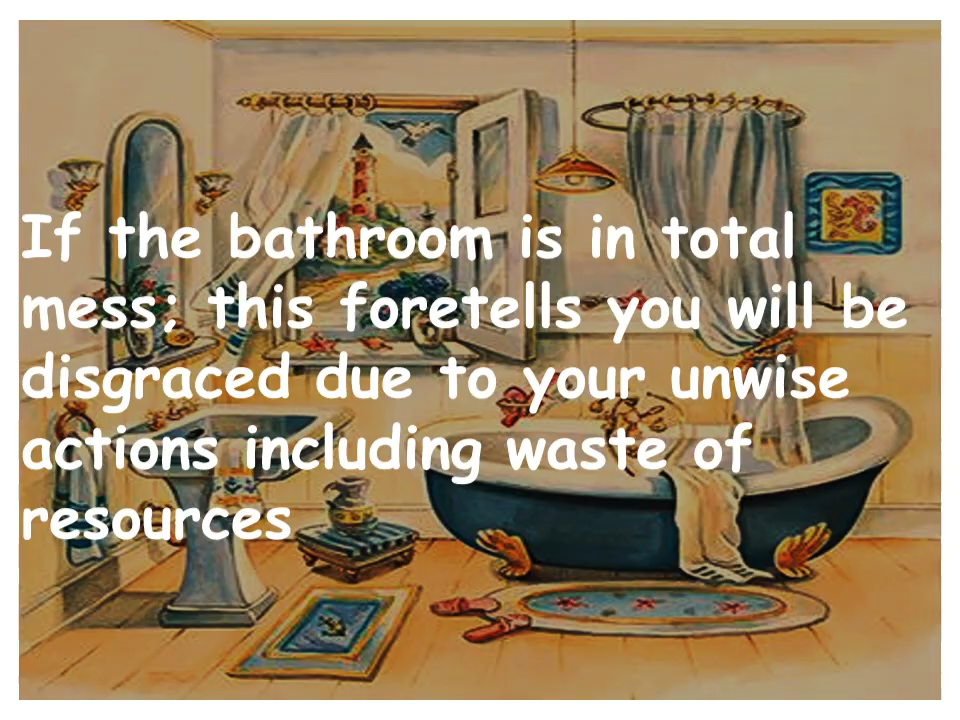 If the bathroom is in total
mess; this foretells you will be
disgraced due to your unwise
actions including waste of
resources